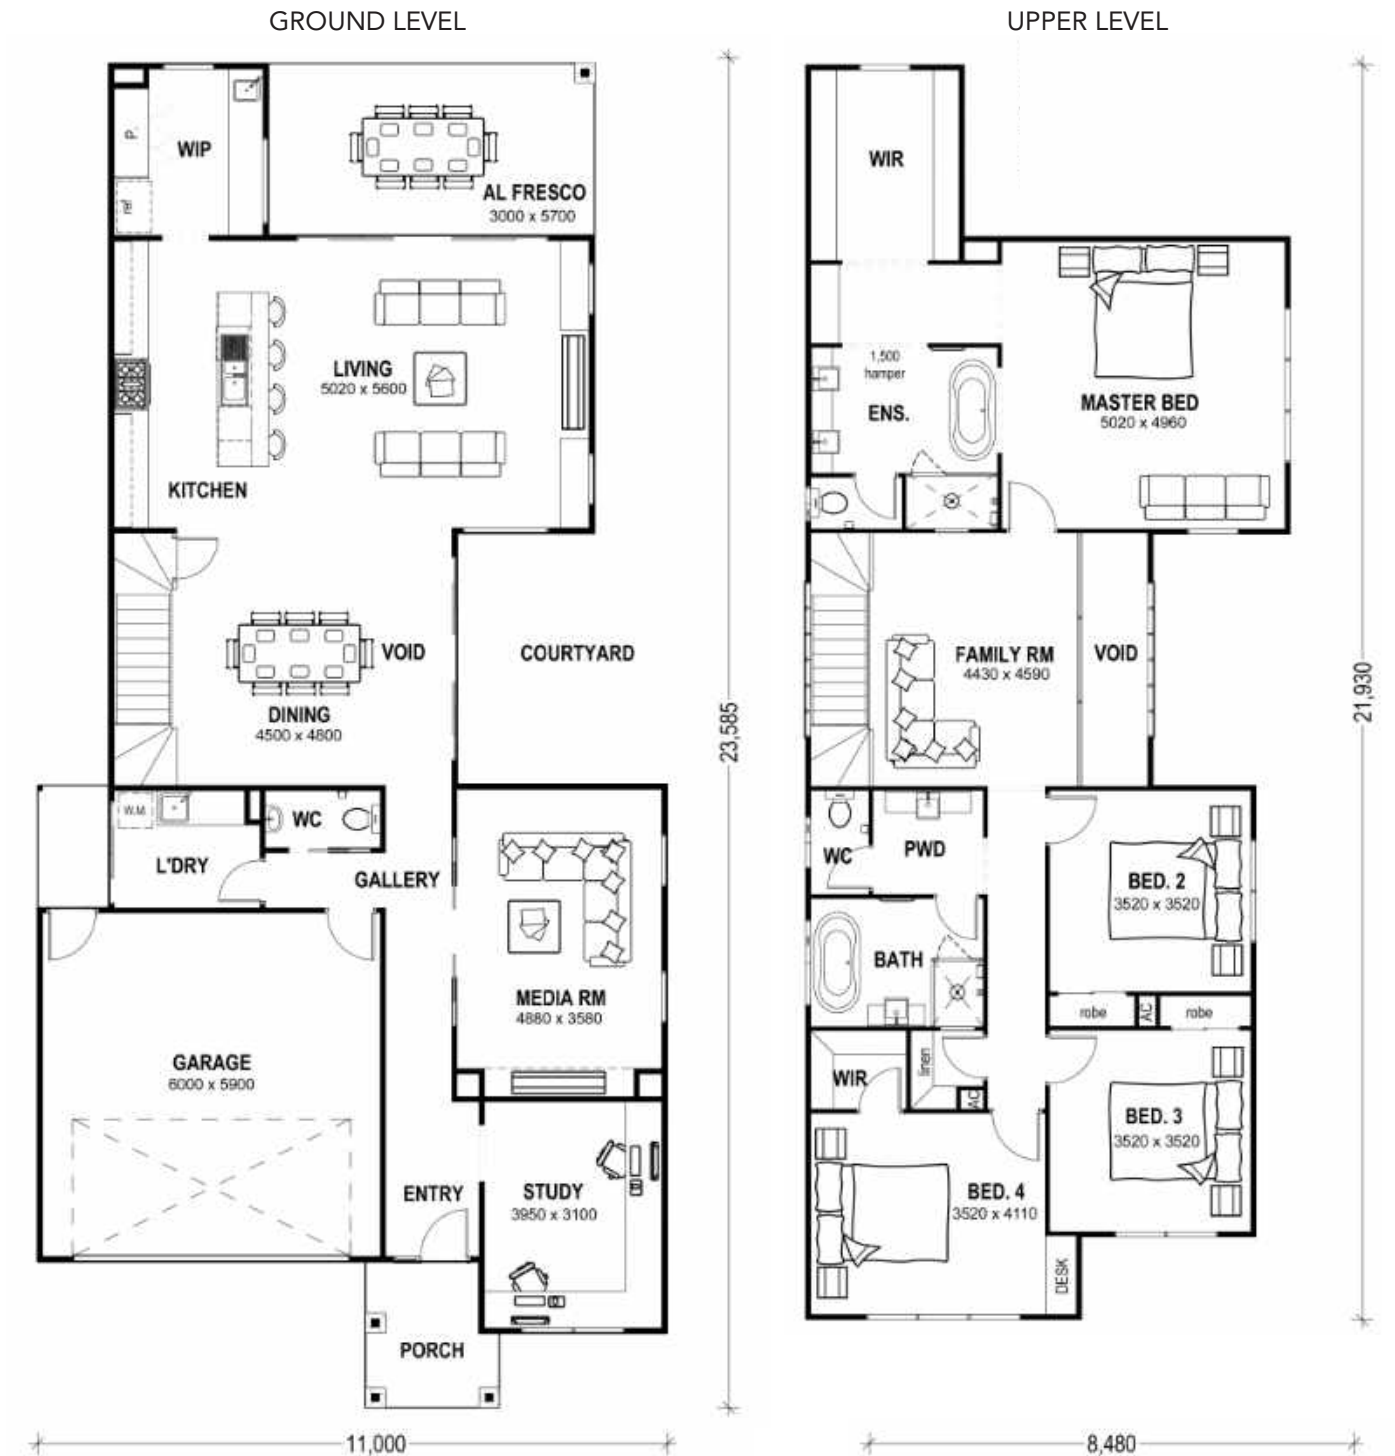 GROUND LEVEL
UPPER LEVEL
WIP
P.
ref
AL FRESCO
3000 x 5700
LIVING
5020 x 5600
KITCHEN
VOID
DINING
4500 x 4800
COURTYARD
W.M.
L'DRY
WC
GALLERY
MEDIA RM
4880 x 3580
GARAGE
6000 x 5900
ENTRY
STUDY
3950 x 3100
PORCH
23,585
11,000
WIR
1,500
hamper
ENS.
MASTER BED
5020 x 4960
FAMILY RM
4430 x 4590
VOID
WC
PWD
BED. 2
3520 x 3520
BATH
robe
AC
robe
WIR
linen
AC
BED. 3
3520 x 3520
BED. 4
3520 x 4110
DESK
21,930
8,480